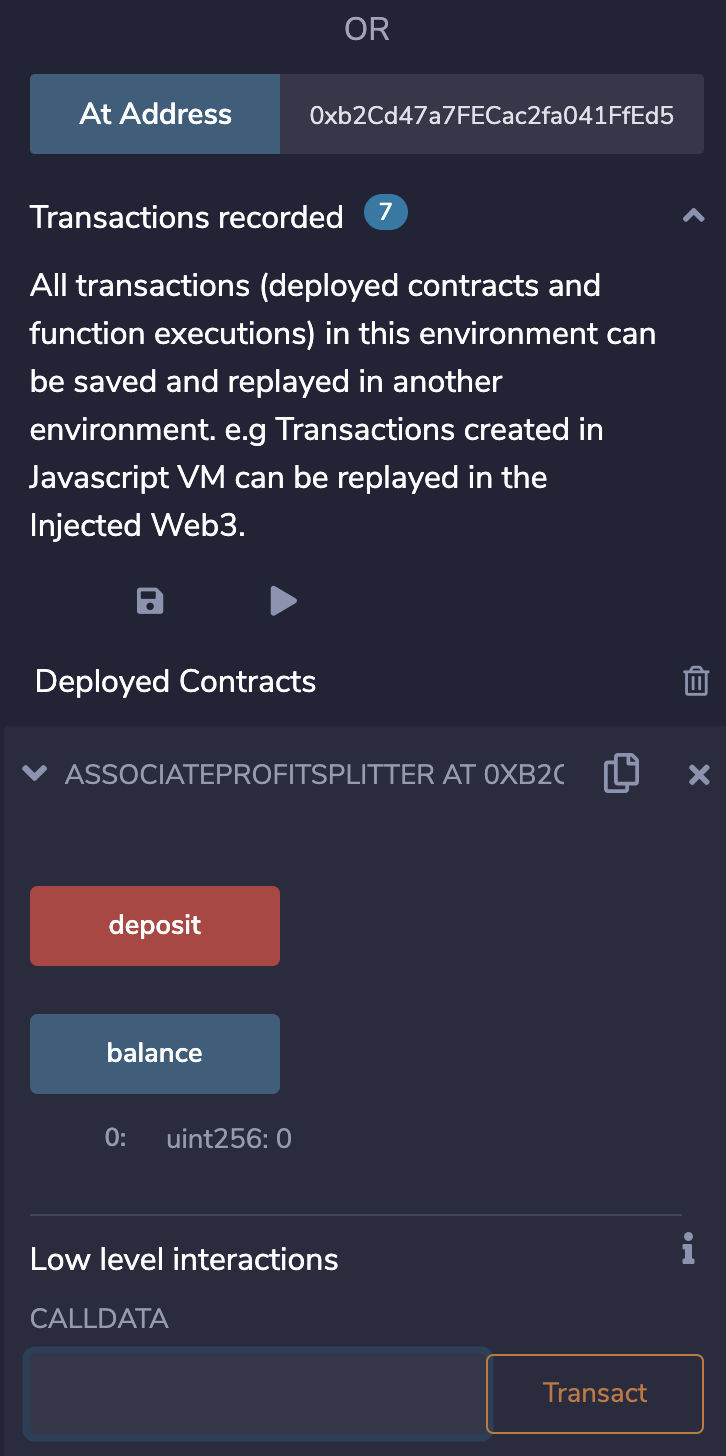 OR
At Address 0xb2Cd47a7FECac2fa041FfEd5
Transactions recorded 7
All transactions (deployed contracts and
function executions) in this environment can
be saved and replayed in another
environment. e.g Transactions created in
Javascript VM can be replayed in the
Injected Web3.
Deployed Contracts
ASSOCIATEPROFITSPLITTER AT 0XB2C
deposit
balance
0: uint256: 0
Low level interactions
CALLDATA
Transact